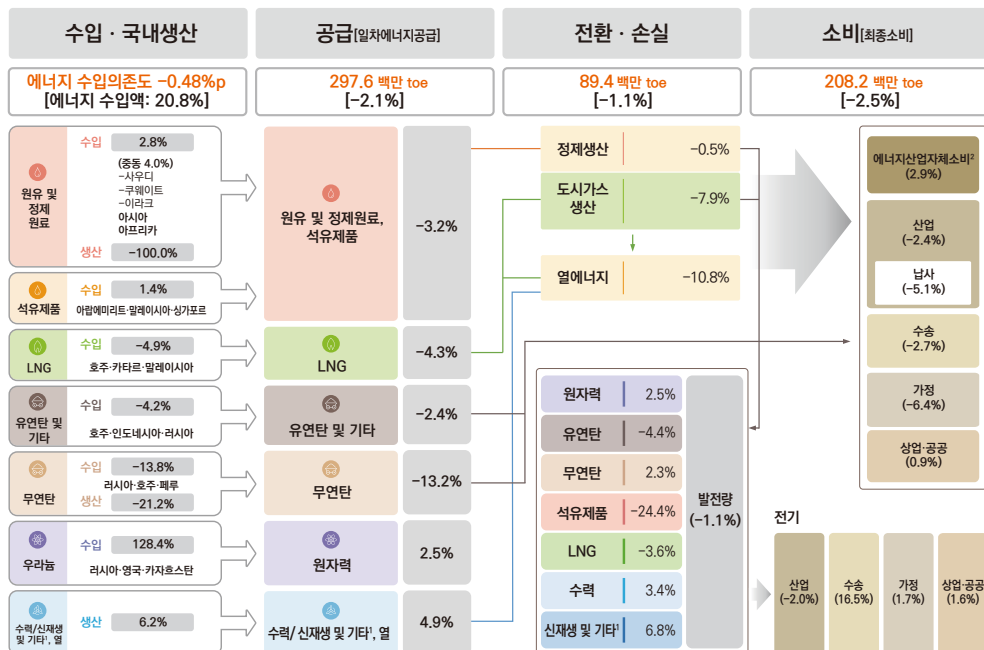 수입 · 국내생산
공급[일차에너지공급]
전환 · 손실
소비[최종소비]
에너지 수입의존도 −0.48%p
[에너지 수입액: 20.8%]
297.6 백만 toe
[−2.1%]
89.4 백만 toe
[−1.1%]
208.2 백만 toe
[−2.5%]
원유 및
정제
원료
수입 2.8%
(중동 4.0%)
-사우디
-쿠웨이트
-이라크
아시아
아프리카
생산 −100.0%
석유제품
수입 1.4%
아랍에미리트·말레이시아·싱가포르
LNG
수입 −4.9%
호주·카타르·말레이시아
유연탄 및
기타
수입 −4.2%
호주·인도네시아·러시아
무연탄
수입 −13.8%
러시아·호주·페루
생산 −21.2%
우라늄
수입 128.4%
러시아·영국·카자흐스탄
수력/신재생
및 기타¹, 열
생산 6.2%
원유 및 정제원료,
석유제품
−3.2%
LNG
−4.3%
유연탄 및 기타
−2.4%
무연탄
−13.2%
원자력
2.5%
수력/ 신재생 및 기타¹, 열
4.9%
정제생산 −0.5%
도시가스
생산
−7.9%
열에너지 −10.8%
원자력 2.5%
유연탄 −4.4%
무연탄 2.3%
석유제품 −24.4%
LNG −3.6%
수력 3.4%
신재생 및 기타¹ 6.8%
발전량
(−1.1%)
에너지산업자체소비²
(2.9%)
산업
(−2.4%)
납사
(−5.1%)
수송
(−2.7%)
가정
(−6.4%)
상업·공공
(0.9%)
전기
산업
(−2.0%)
수송
(16.5%)
가정
(1.7%)
상업·공공
(1.6%)